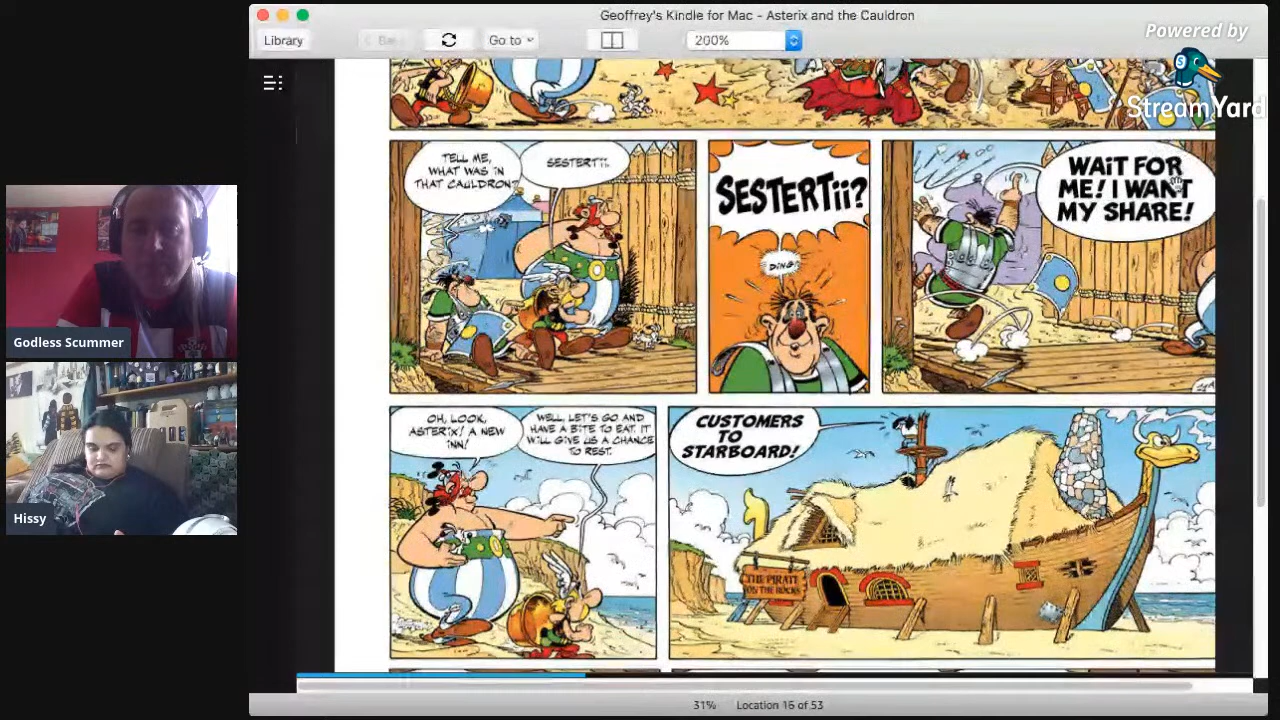 Geoffrey's Kindle for Mac - Asterix and the Cauldron
Library
Go to
200%
Powered by
S
StreamYard
TELL ME,
WHAT WAS IN
THAT CAULDRON?
SESTERTII.
SESTERTII?
DING!
WAIT FOR
ME! I WANT
MY SHARE!
OH, LOOK,
ASTERIX! A NEW
INN!
WELL, LET'S GO AND
HAVE A BITE TO EAT. IT
WILL GIVE US A CHANCE
TO REST.
CUSTOMERS
TO
STARBOARD!
THE PIRATE
ON THE ROCKS
Godless Scummer
Hissy
31%
Location 16 of 53